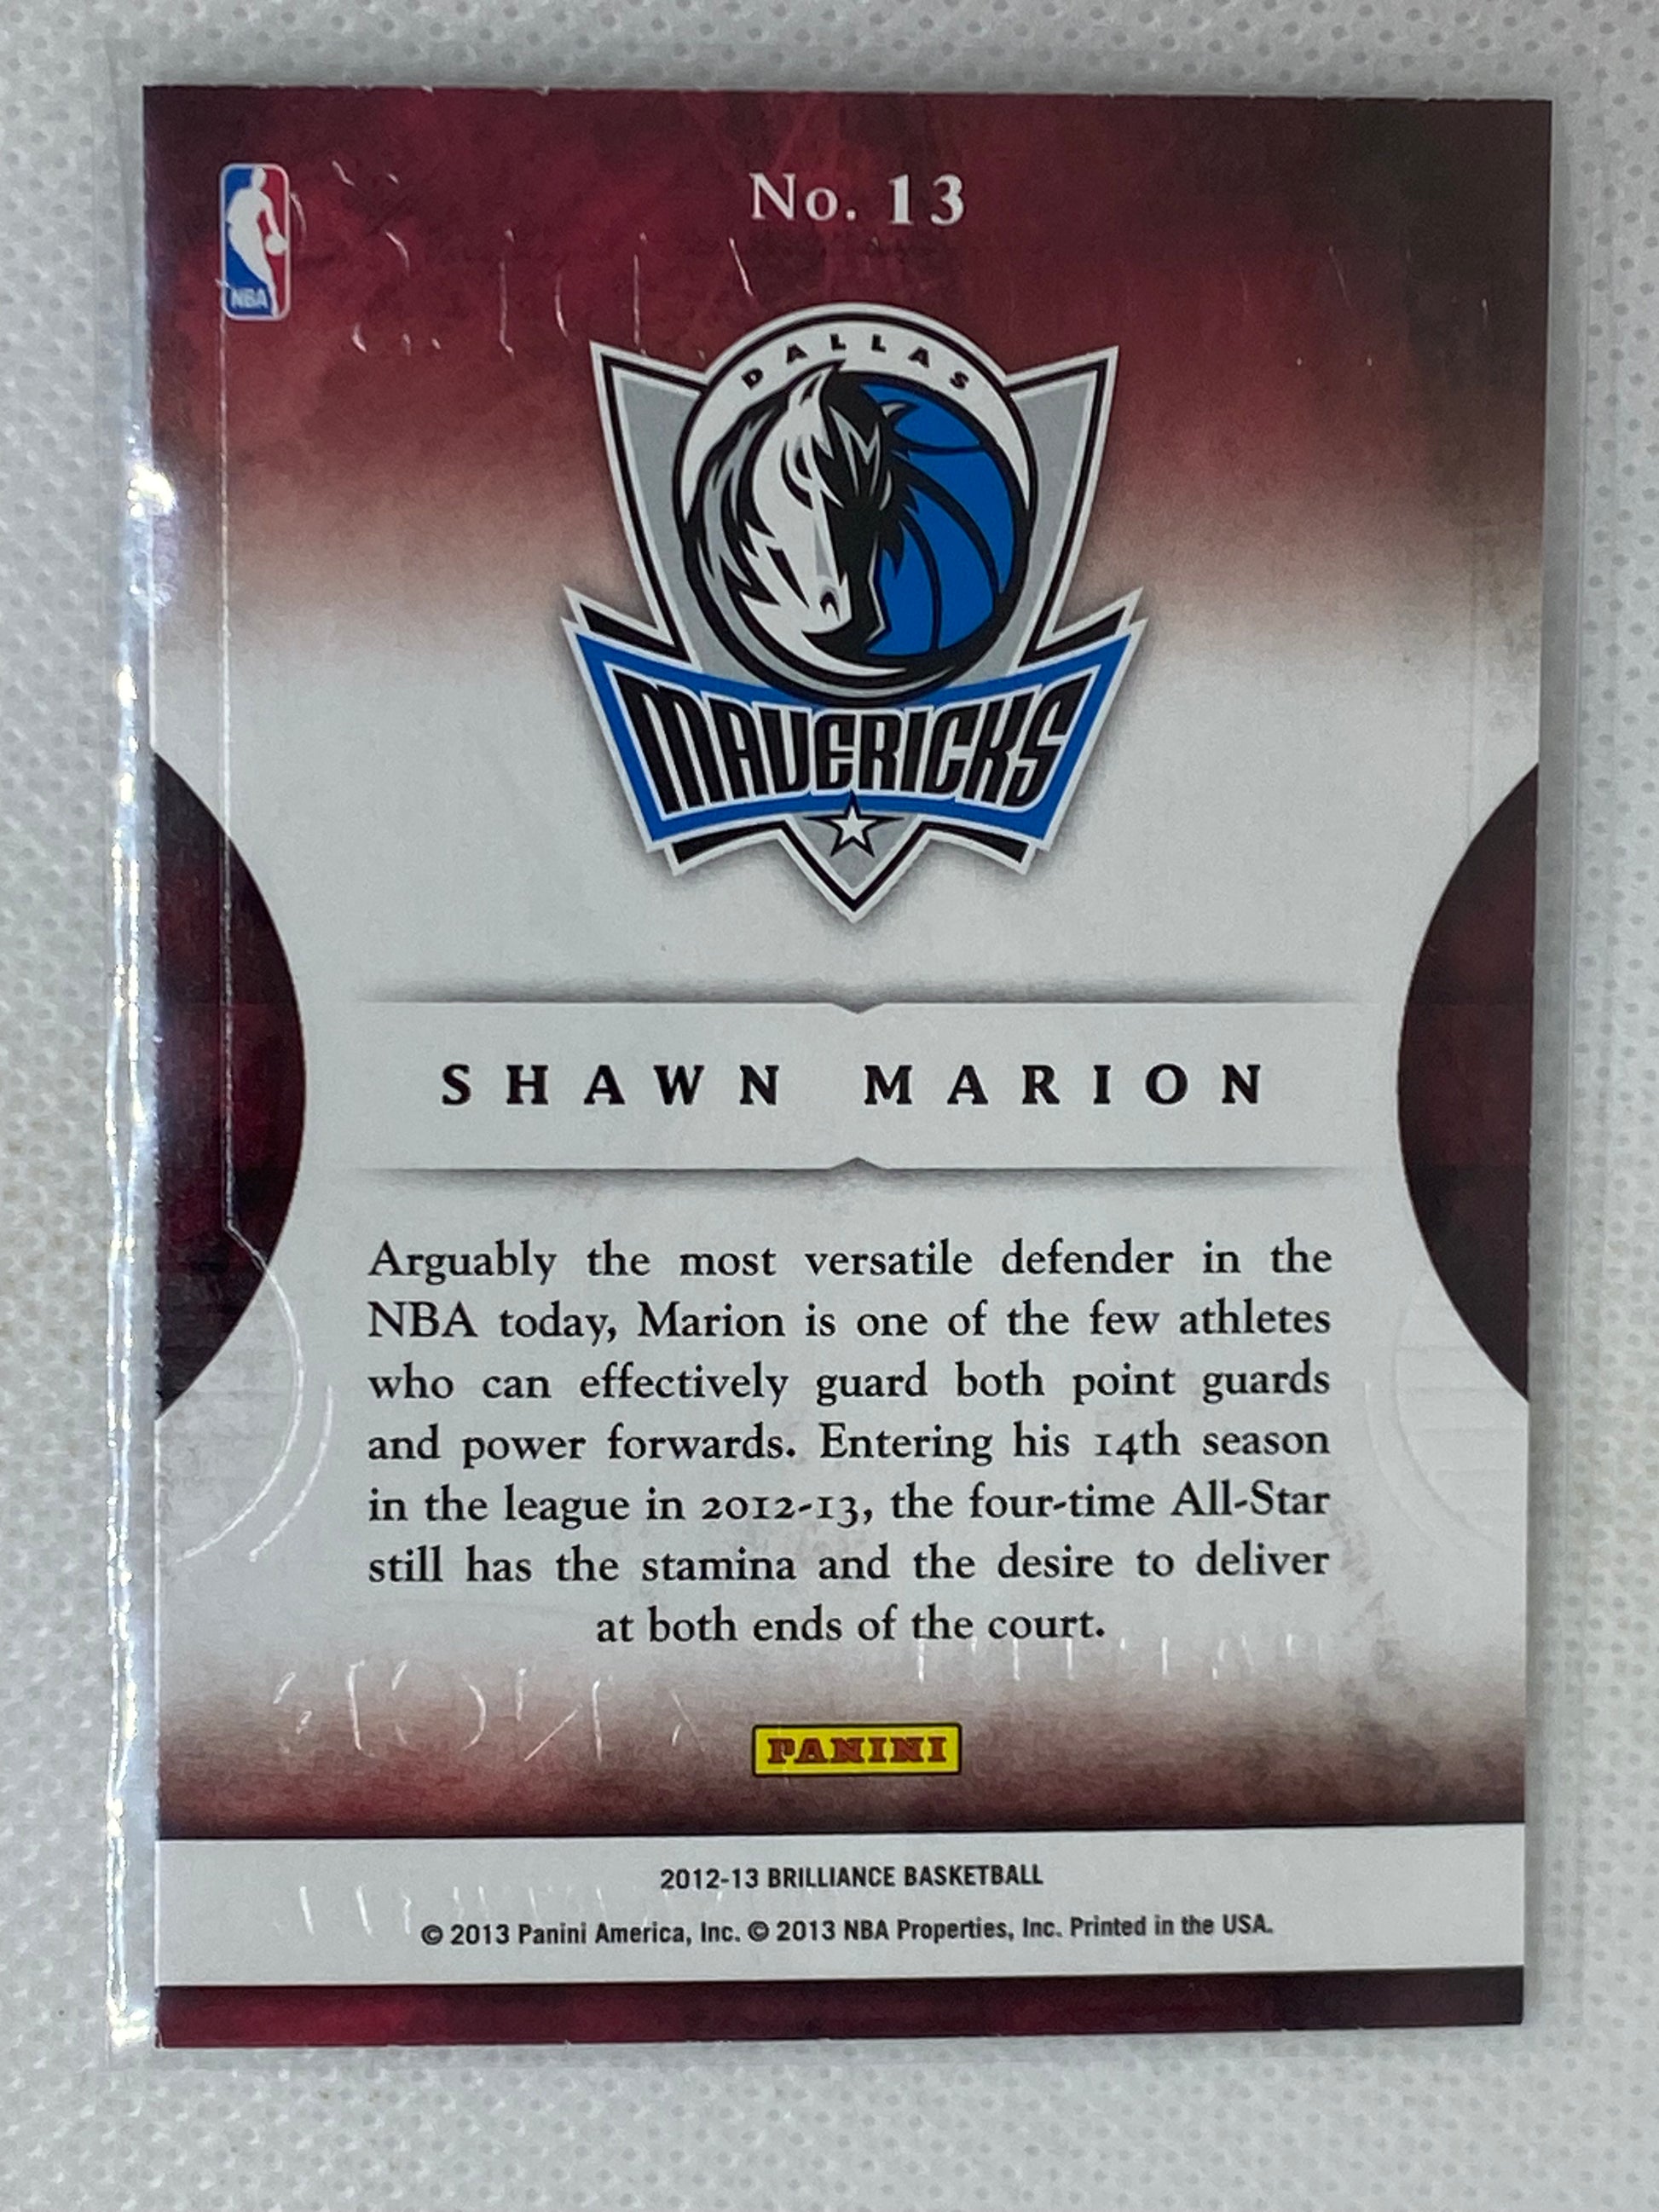 No. 13
NBA
DALLAS
MAVERICKS
SHAWN MARION
Arguably the most versatile defender in the
NBA today, Marion is one of the few athletes
who can effectively guard both point guards
and power forwards. Entering his 14th season
in the league in 2012-13, the four-time All-Star
still has the stamina and the desire to deliver
at both ends of the court.
PANINI
2012-13 BRILLIANCE BASKETBALL
© 2013 Panini America, Inc. © 2013 NBA Properties, Inc. Printed in the USA.